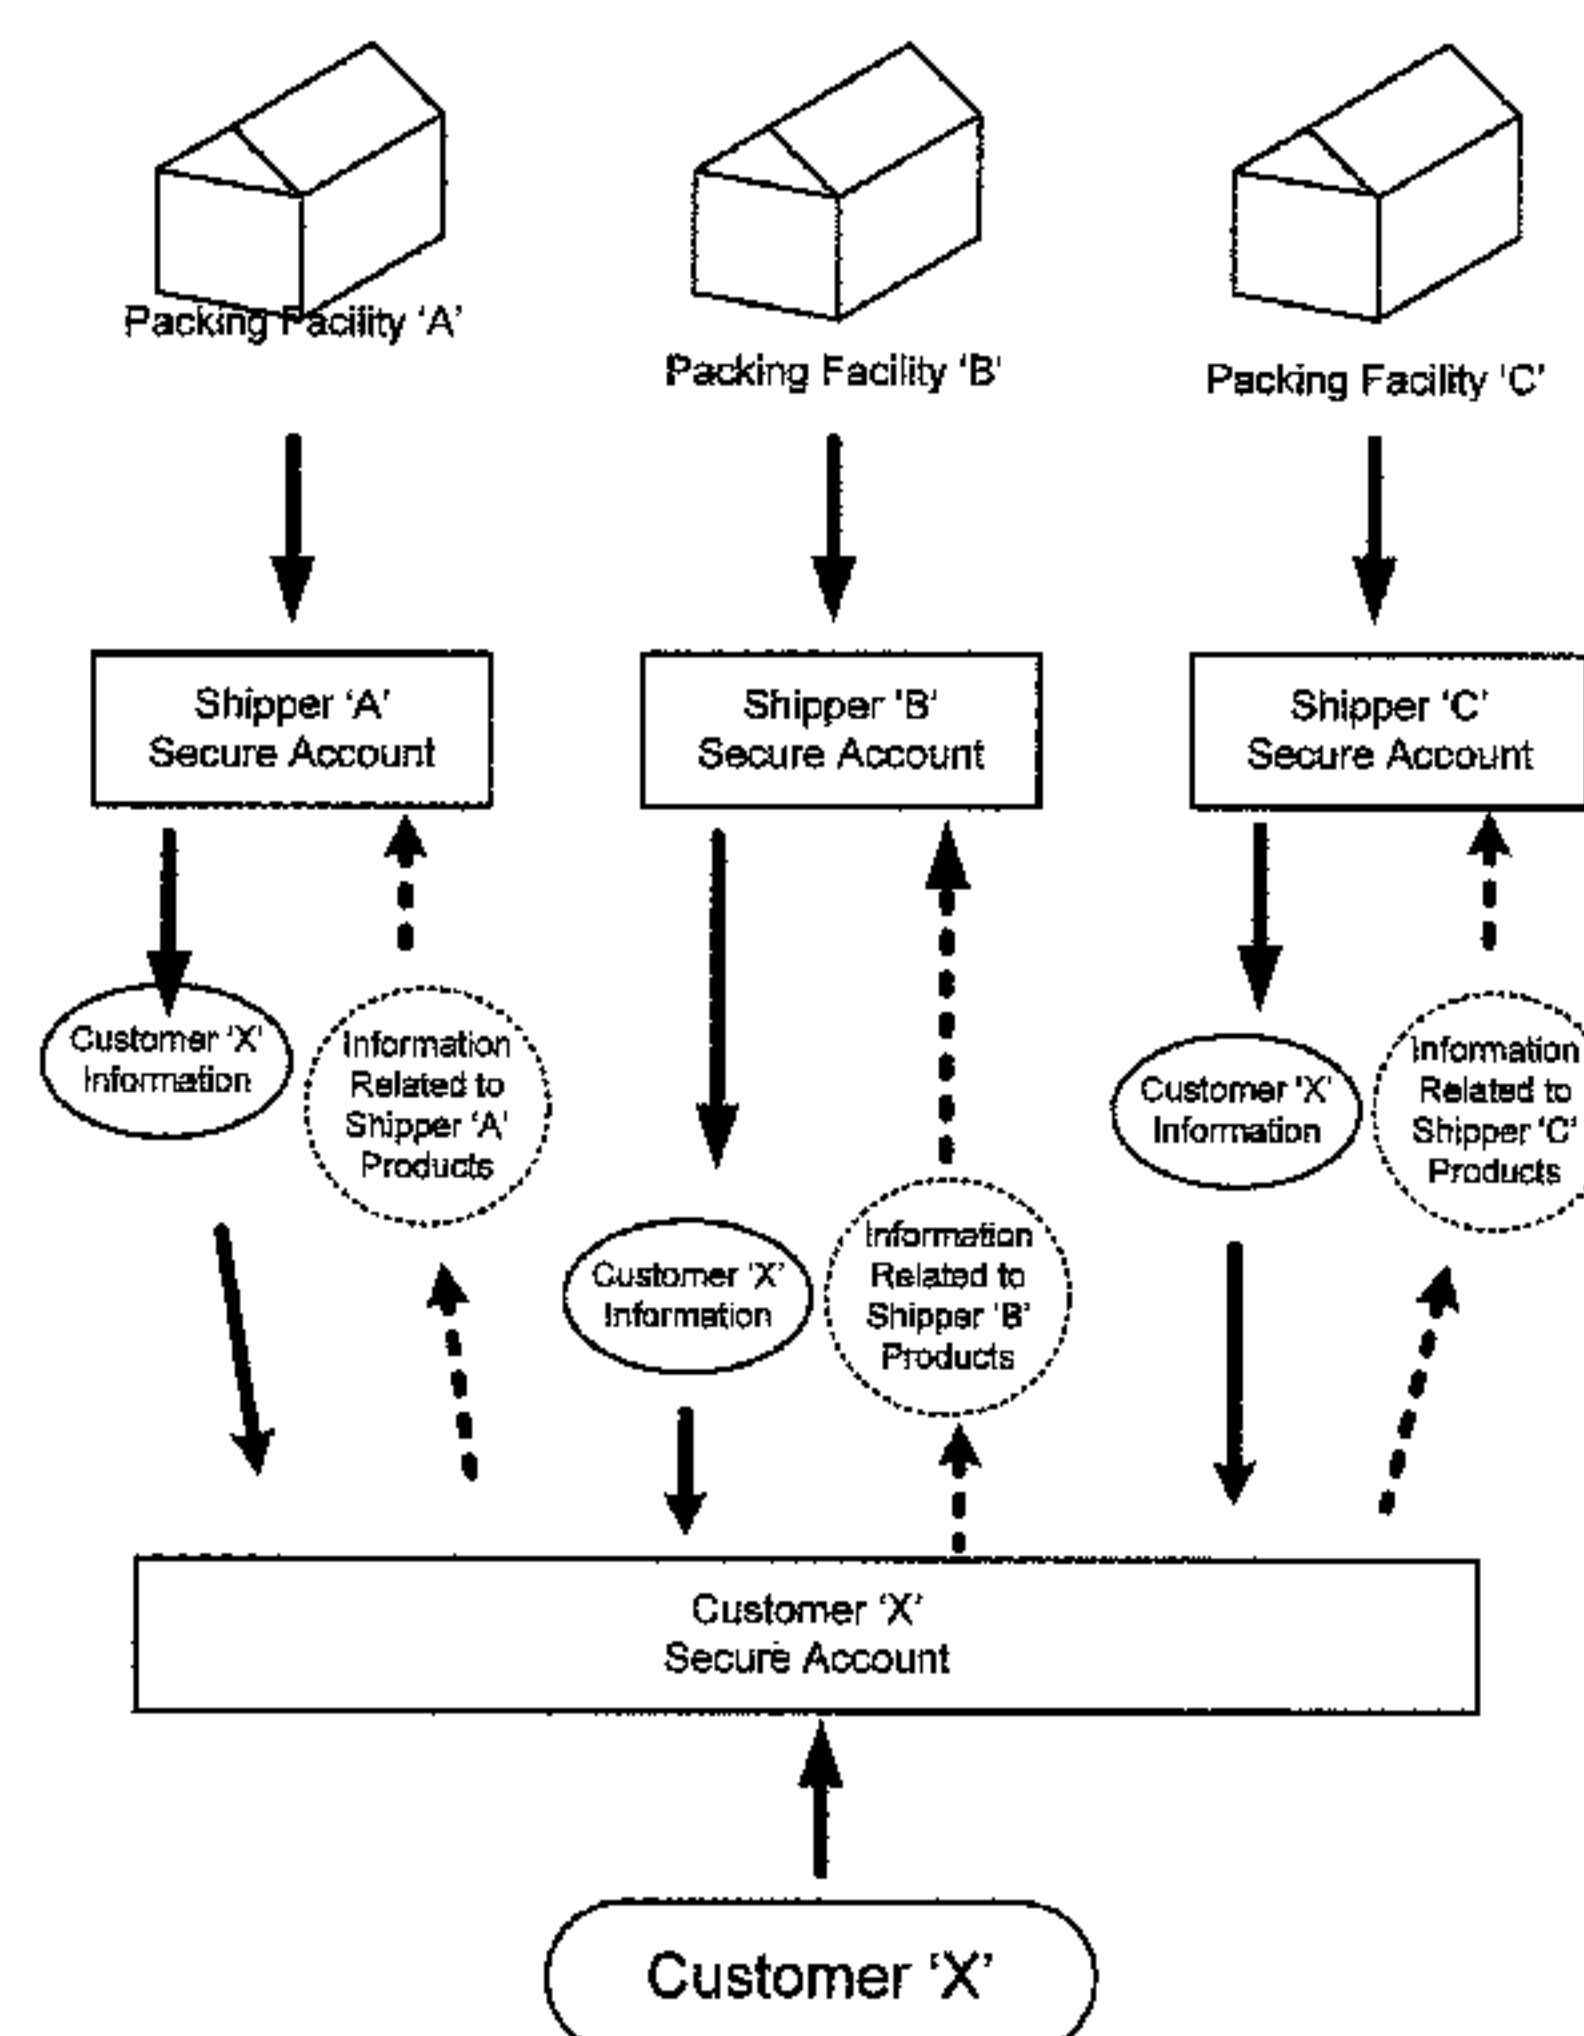 Packing Facility ‘A’
Packing Facility ‘B’
Packing Facility ‘C’
Shipper ‘A’
Secure Account
Shipper ‘B’
Secure Account
Shipper ‘C’
Secure Account
Customer ‘X’
Information
Information
Related to
Shipper ‘A’
Products
Customer ‘X’
Information
Information
Related to
Shipper ‘B’
Products
Customer ‘X’
Information
Information
Related to
Shipper ‘C’
Products
Customer ‘X’
Secure Account
Customer ‘X’